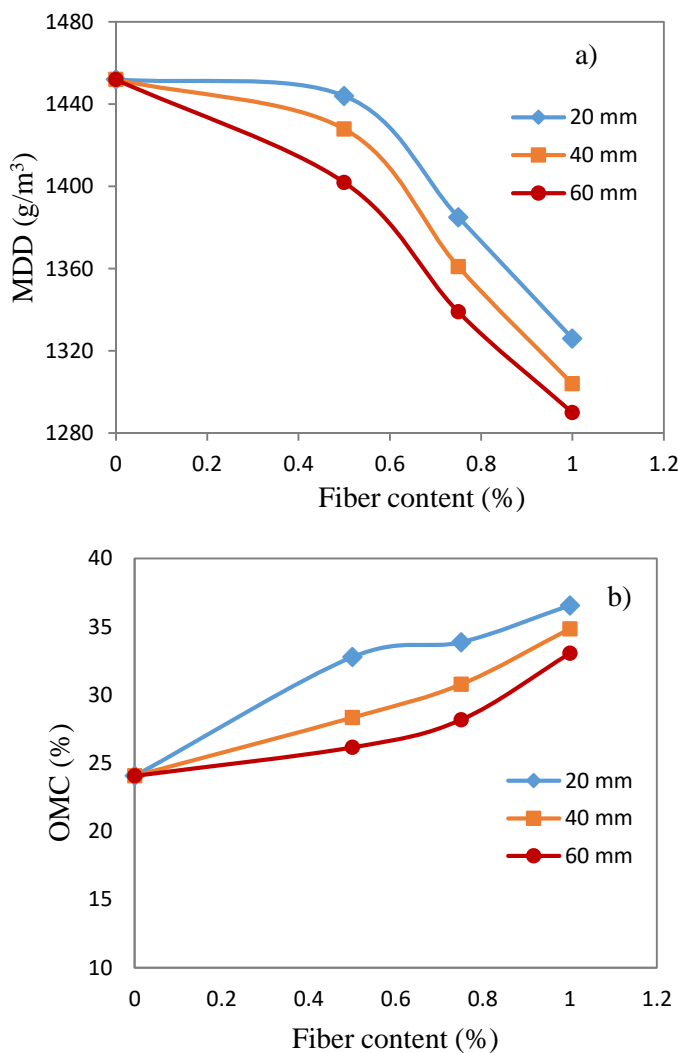 1480
1440
1400
1360
1320
1280
MDD (g/m³)
a)
20 mm
40 mm
60 mm
0 0.2 0.4 0.6 0.8 1 1.2
Fiber content (%)
40
35
30
25
20
15
10
OMC (%)
b)
20 mm
40 mm
60 mm
0 0.2 0.4 0.6 0.8 1 1.2
Fiber content (%)